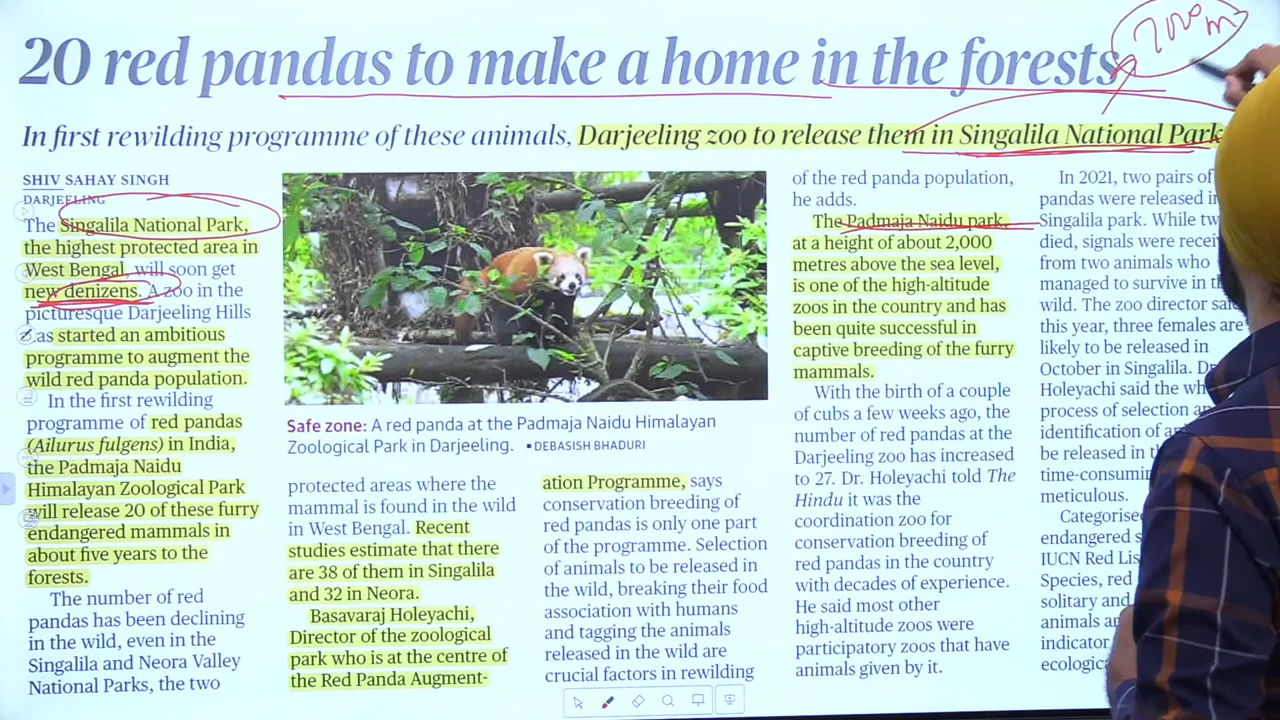 20 red pandas to make a home in the forests
7000 m
In first rewilding programme of these animals, Darjeeling zoo to release them in Singalila National Park
SHIV SAHAY SINGH
DARJEELING
The Singalila National Park,
the highest protected area in
West Bengal, will soon get
new denizens. A zoo in the
picturesque Darjeeling Hills
has started an ambitious
programme to augment the
wild red panda population.
In the first rewilding
programme of red pandas
(Ailurus fulgens) in India,
the Padmaja Naidu
Himalayan Zoological Park
will release 20 of these furry
endangered mammals in
about five years to the
forests.
The number of red
pandas has been declining
in the wild, even in the
Singalila and Neora Valley
National Parks, the two
Safe zone: A red panda at the Padmaja Naidu Himalayan
Zoological Park in Darjeeling. ▪DEBASISH BHADURI
protected areas where the
mammal is found in the wild
in West Bengal. Recent
studies estimate that there
are 38 of them in Singalila
and 32 in Neora.
Basavaraj Holeyachi,
Director of the zoological
park who is at the centre of
the Red Panda Augment-
ation Programme, says
conservation breeding of
red pandas is only one part
of the programme. Selection
of animals to be released in
the wild, breaking their food
association with humans
and tagging the animals
released in the wild are
crucial factors in rewilding
of the red panda population,
he adds.
The Padmaja Naidu park,
at a height of about 2,000
metres above the sea level,
is one of the high-altitude
zoos in the country and has
been quite successful in
captive breeding of the furry
mammals.
With the birth of a couple
of cubs a few weeks ago, the
number of red pandas at the
Darjeeling zoo has increased
to 27. Dr. Holeyachi told The
Hindu it was the
coordination zoo for
conservation breeding of
red pandas in the country
with decades of experience.
He said most other
high-altitude zoos were
participatory zoos that have
animals given by it.
In 2021, two pairs of
pandas were released in
Singalila park. While
died, signals were
from two animals who
managed to survive in
wild. The zoo director
this year, three females are
likely to be released in
October in Singalila.
Holeyachi said the
process of selection
identification of
be released in
meticulous.
Categorised
endangered
IUCN Red
Species, red
solitary and
animals
indicator